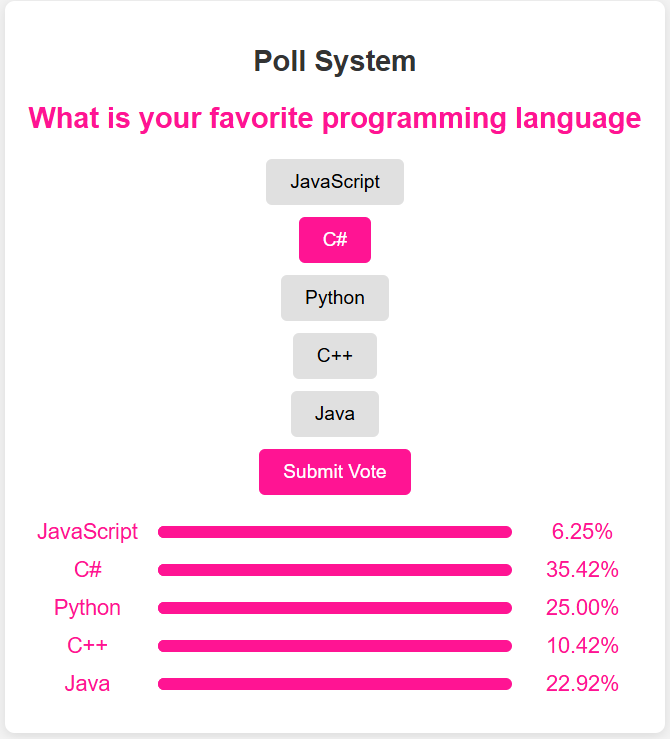 Poll System
What is your favorite programming language
JavaScript
C#
Python
C++
Java
Submit Vote
JavaScript 6.25%
C# 35.42%
Python 25.00%
C++ 10.42%
Java 22.92%